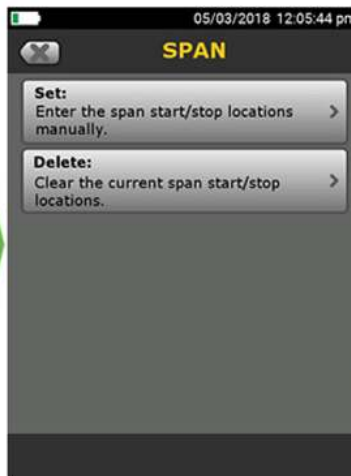 05/03/2018 12:05:44 pm
SPAN
Set:
Enter the span start/stop locations
manually.
Delete:
Clear the current span start/stop
locations.